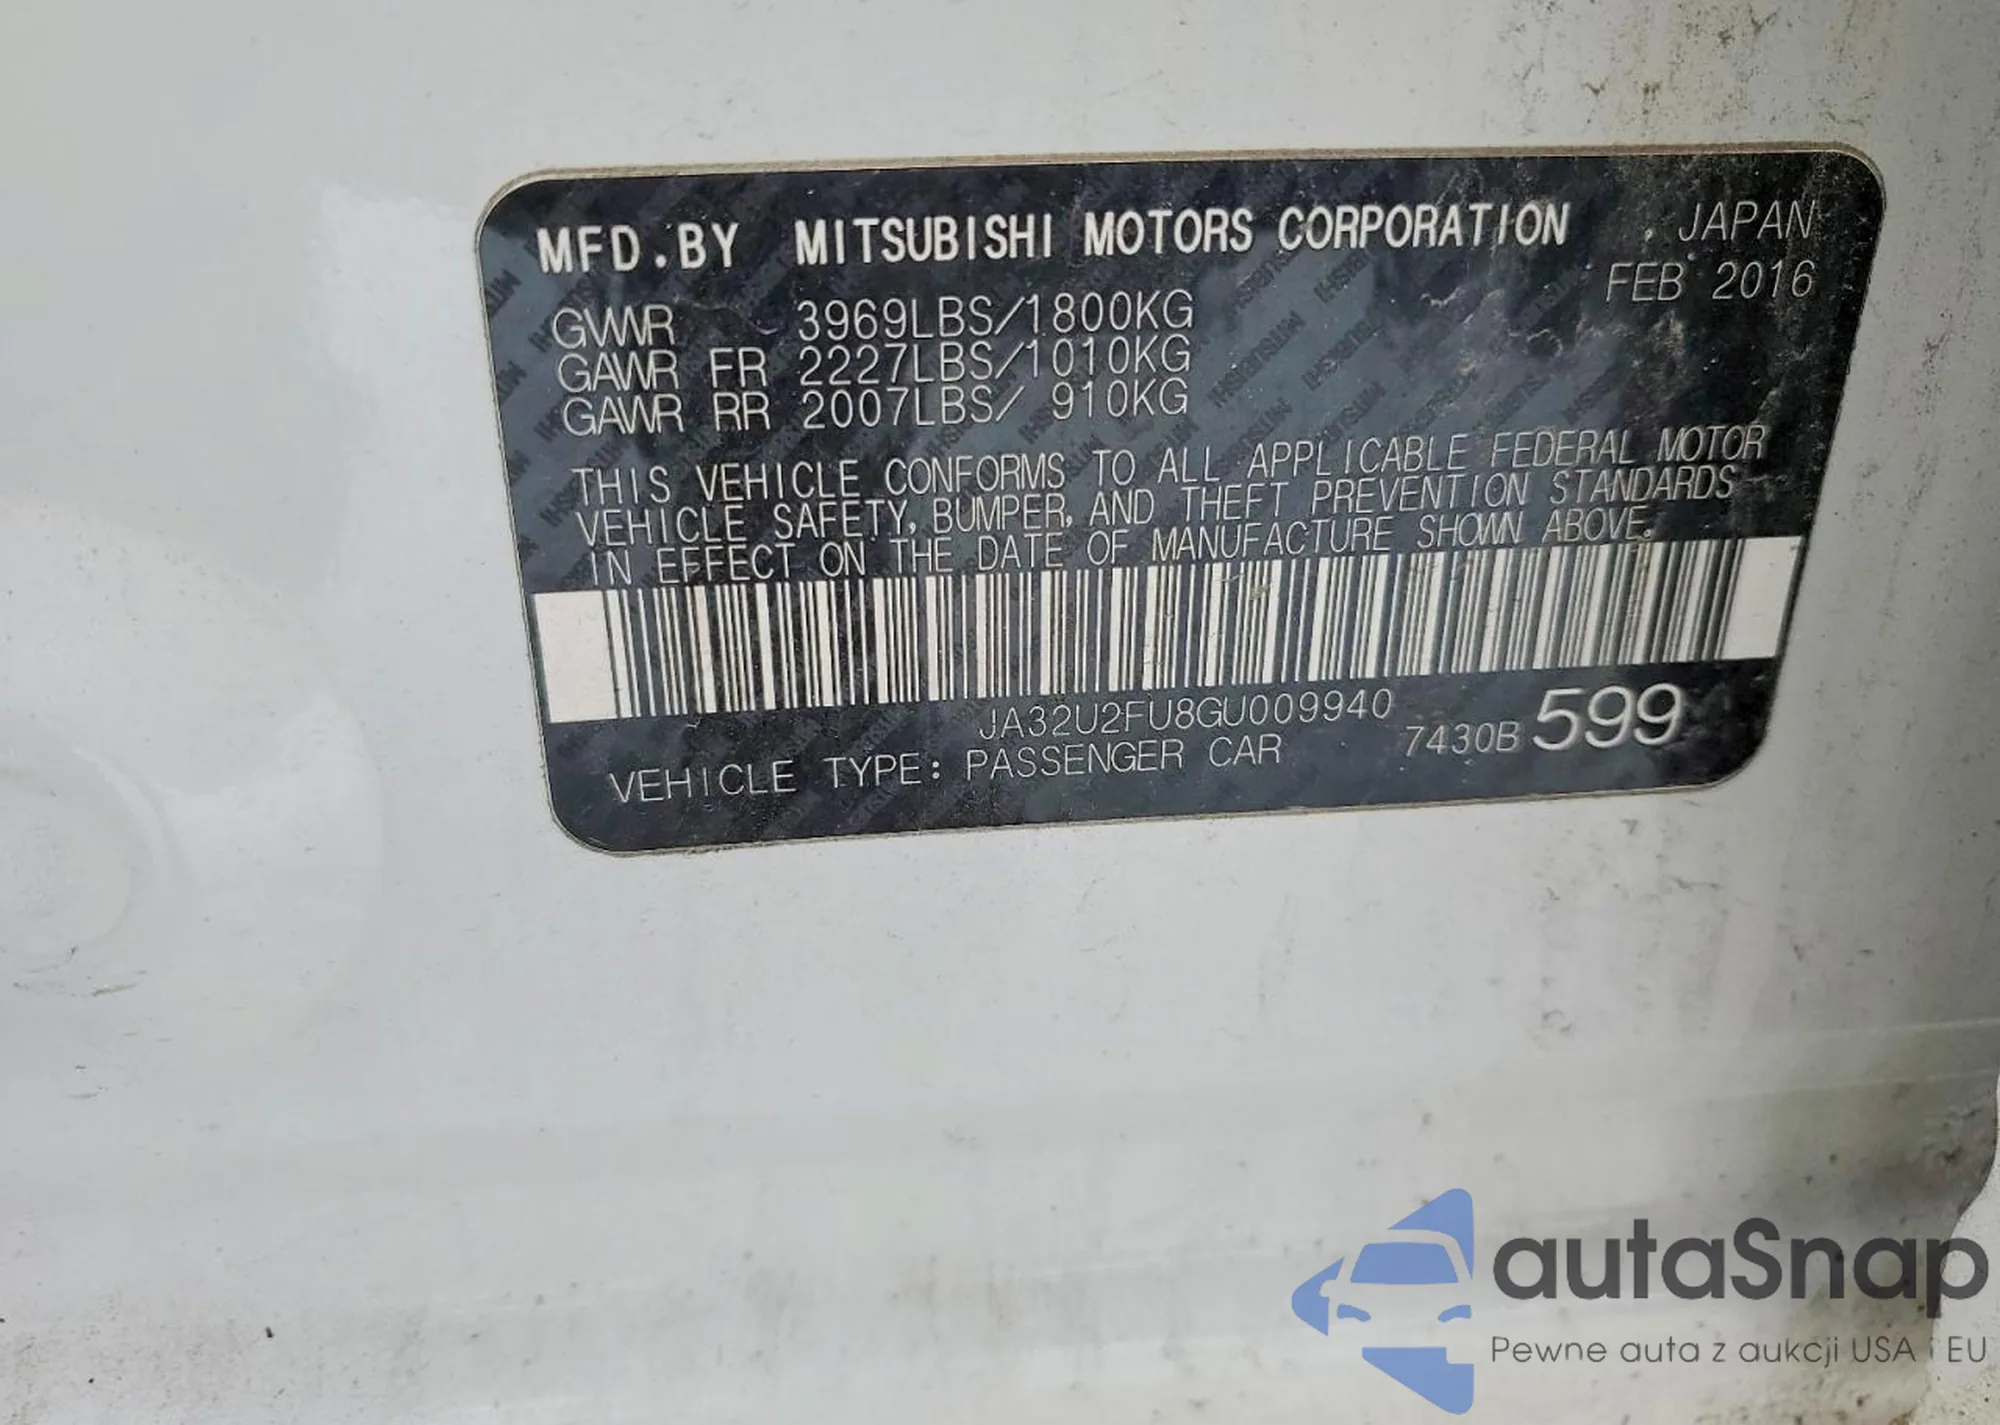 MFD.BY MITSUBISHI MOTORS CORPORATION , JAPAN
FEB 2016
GVWR 3969LBS/1800KG
GAWR FR 2227LBS/1010KG
GAWR RR 2007LBS/ 910KG
THIS VEHICLE CONFORMS TO ALL APPLICABLE FEDERAL MOTOR
VEHICLE SAFETY, BUMPER, AND THEFT PREVENTION STANDARDS
IN EFFECT ON THE DATE OF MANUFACTURE SHOWN ABOVE.
JA32U2FU8GU009940
7430B 599
VEHICLE TYPE: PASSENGER CAR
autaSnap
Pewne auta z aukcji USA i EU